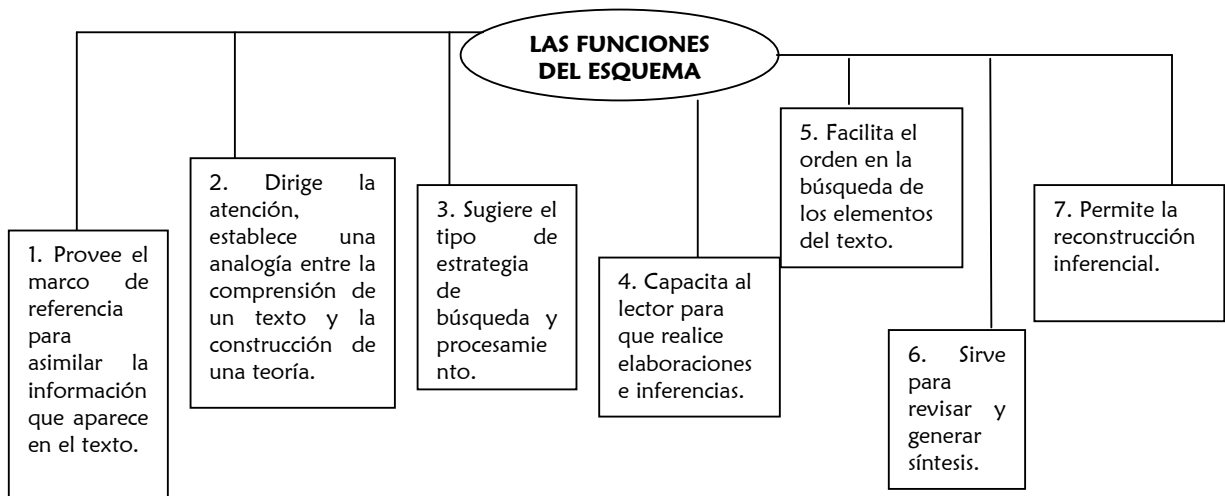 LAS FUNCIONES
DEL ESQUEMA
1. Provee el
marco de
referencia
para
asimilar la
información
que aparece
en el texto.
2. Dirige la
atención,
establece una
analogía entre la
comprensión de
un texto y la
construcción de
una teoría.
3. Sugiere el
tipo de
estrategia
de
búsqueda y
procesamie
nto.
4. Capacita al
lector para
que realice
elaboraciones
e inferencias.
5. Facilita el
orden en la
búsqueda de
los elementos
del texto.
6. Sirve
para
revisar y
generar
síntesis.
7. Permite la
reconstrucción
inferencial.